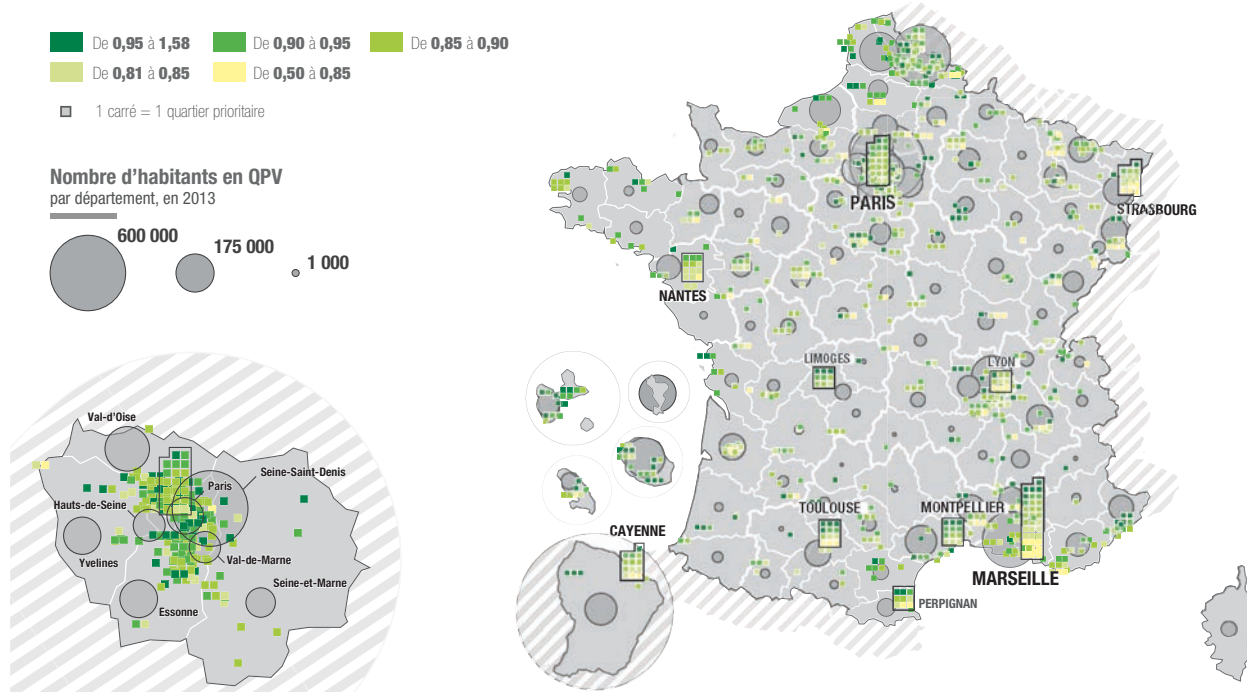 De 0,95 à 1,58
De 0,90 à 0,95
De 0,85 à 0,90
De 0,81 à 0,85
De 0,50 à 0,85
1 carré = 1 quartier prioritaire
Nombre d'habitants en QPV
par département, en 2013
600 000
175 000
1 000
PARIS
STRASBOURG
NANTES
LIMOGES
LYON
TOULOUSE
MONTPELLIER
CAYENNE
MARSEILLE
PERPIGNAN
Val-d'Oise
Seine-Saint-Denis
Paris
Hauts-de-Seine
Yvelines
Val-de-Marne
Seine-et-Marne
Essonne